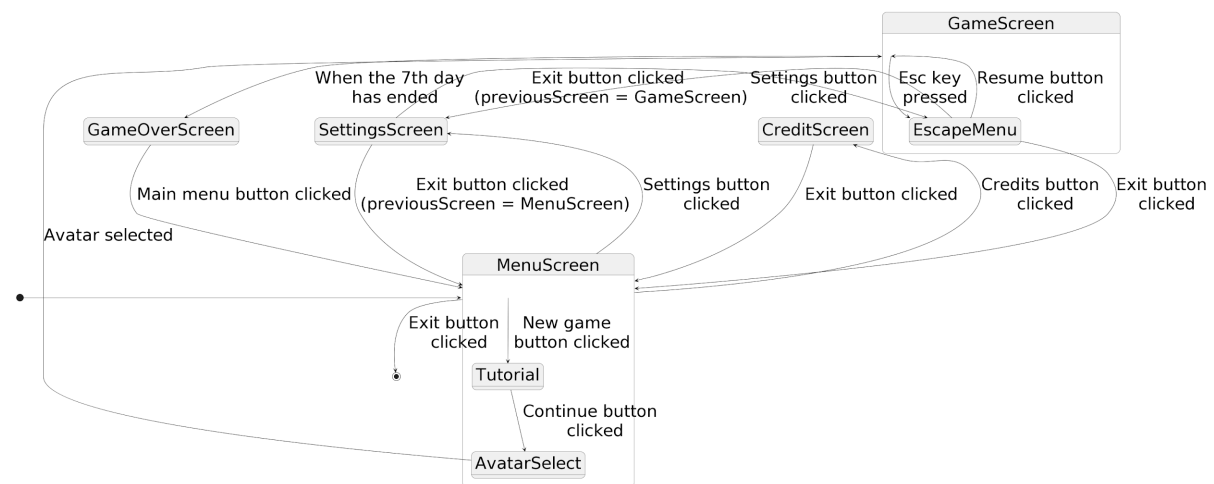 GameScreen
When the 7th day
has ended
Exit button clicked
(previousScreen = GameScreen)
Settings button
clicked
Esc key
pressed
Resume button
clicked
GameOverScreen
SettingsScreen
CreditScreen
EscapeMenu
Main menu button clicked
Exit button clicked
(previousScreen = MenuScreen)
Settings button
clicked
Exit button clicked
Credits button
clicked
Exit button
clicked
Avatar selected
MenuScreen
Exit button
clicked
New game
button clicked
Tutorial
Continue button
clicked
AvatarSelect